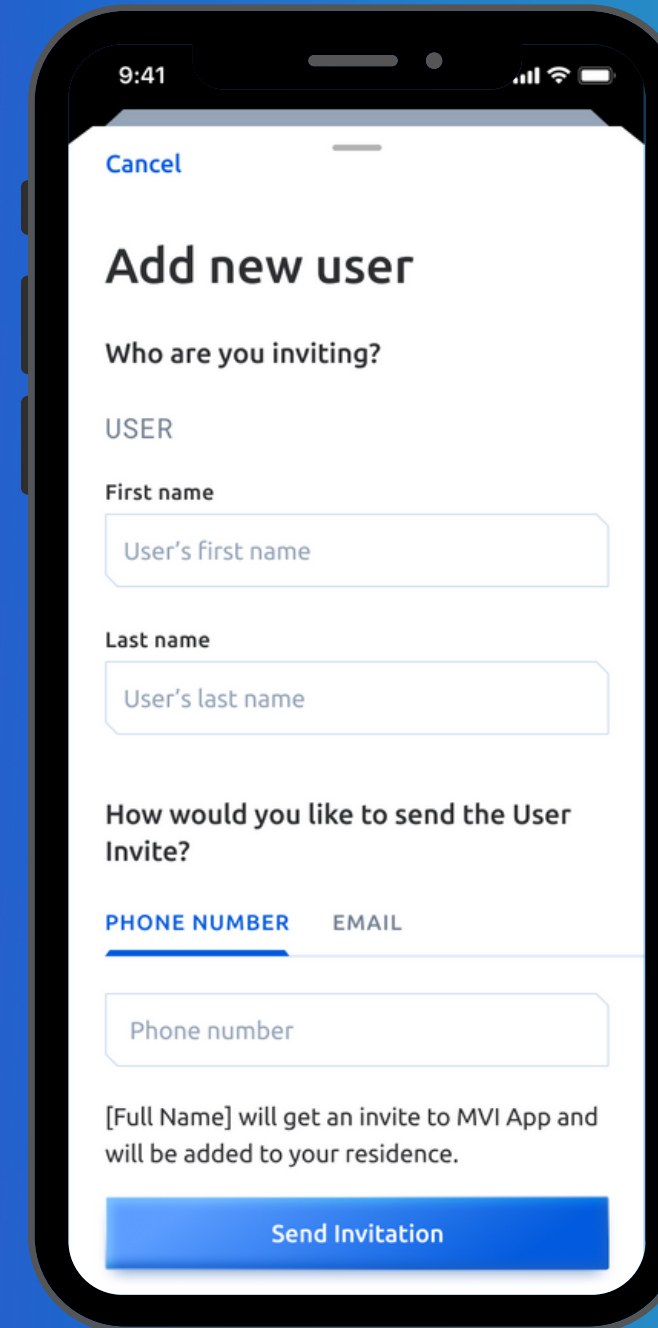 9:41
Cancel
Add new user
Who are you inviting?
USER
First name
User's first name
Last name
User's last name
How would you like to send the User
Invite?
PHONE NUMBER EMAIL
Phone number
[Full Name] will get an invite to MVI App and
will be added to your residence.
Send Invitation